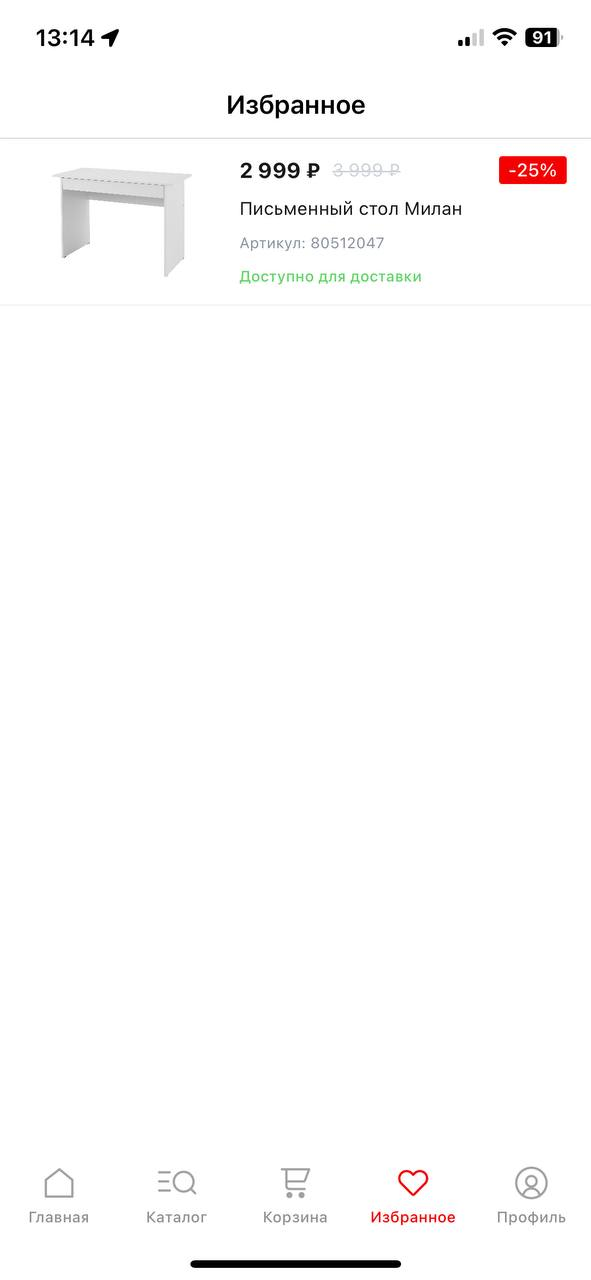 13:14
91
Избранное
2 999 ₽ 3 999 ₽ -25%
Письменный стол Милан
Артикул: 80512047
Доступно для доставки
Главная Каталог Корзина Избранное Профиль